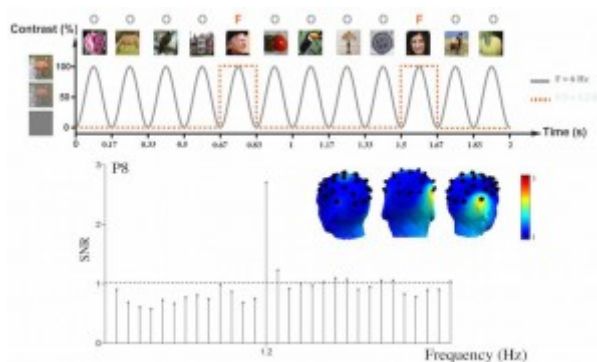 O O O O F O O O O F O O
Contrast (%)
100
50
0
F = 6 Hz
Time (s)
0 0.17 0.33 0.5 0.67 0.83 1 1.17 1.33 1.5 1.67 1.83 2
P8
3
2
1
0
SNR
1.2
Frequency (Hz)